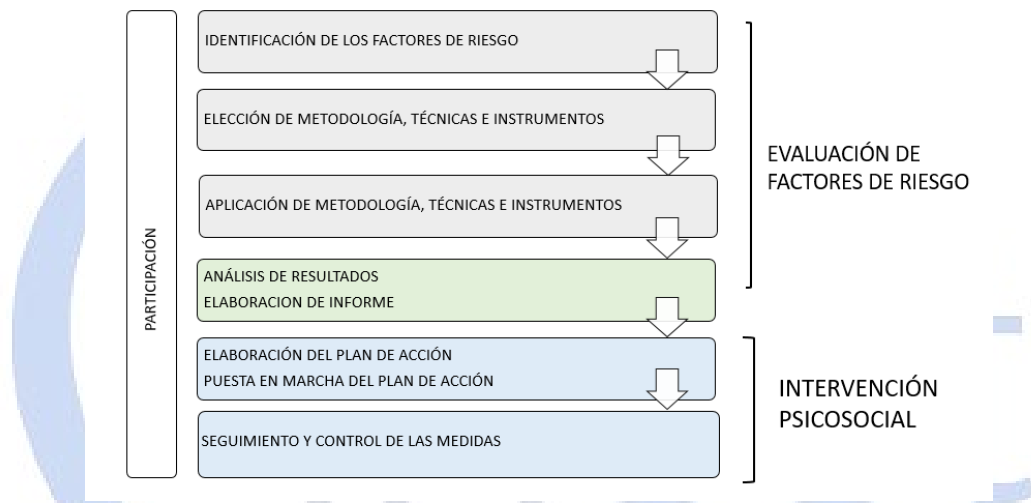 PARTICIPACIÓN
IDENTIFICACIÓN DE LOS FACTORES DE RIESGO
ELECCIÓN DE METODOLOGÍA, TÉCNICAS E INSTRUMENTOS
APLICACIÓN DE METODOLOGÍA, TÉCNICAS E INSTRUMENTOS
ANÁLISIS DE RESULTADOS
ELABORACION DE INFORME
EVALUACIÓN DE
FACTORES DE RIESGO
ELABORACIÓN DEL PLAN DE ACCIÓN
PUESTA EN MARCHA DEL PLAN DE ACCIÓN
SEGUIMIENTO Y CONTROL DE LAS MEDIDAS
INTERVENCIÓN
PSICOSOCIAL